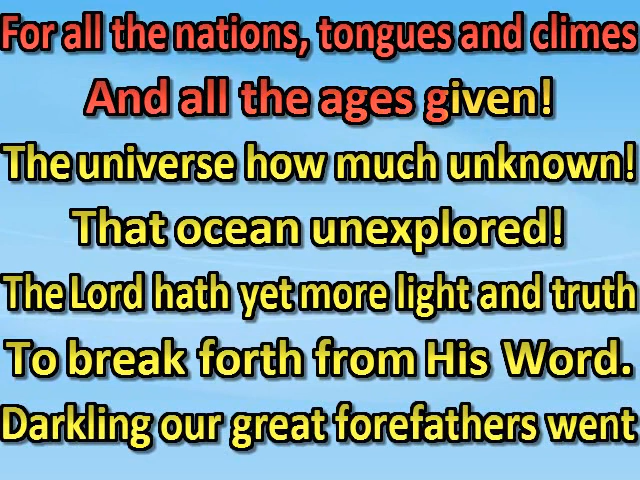 For all the nations, tongues and climes
And all the ages given!
The universe how much unknown!
That ocean unexplored!
The Lord hath yet more light and truth
To break forth from His Word.
Darkling our great forefathers went